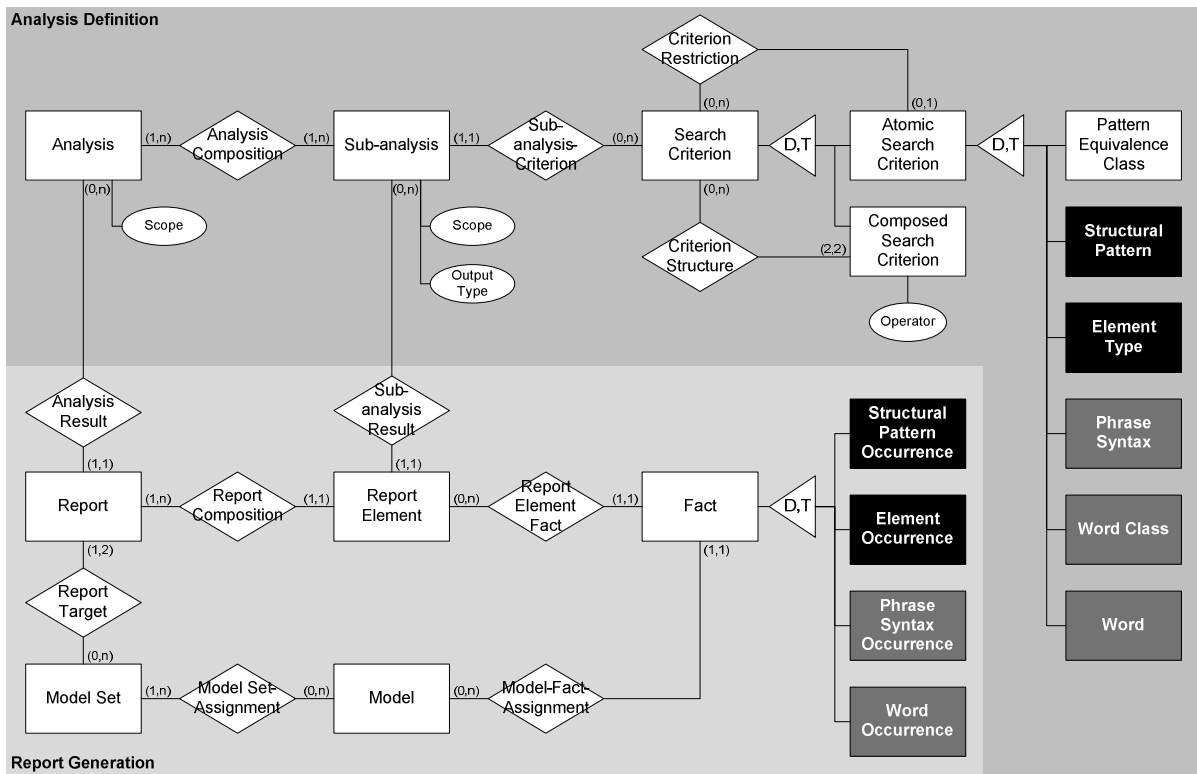 Analysis Definition
Criterion
Restriction
(0,n)
(0,1)
Analysis
(1,n)
Analysis
Composition
(1,n)
Sub-analysis
(1,1)
Sub-
analysis-
Criterion
(0,n)
Search
Criterion
D,T
Atomic
Search
Criterion
D,T
Pattern
Equivalence
Class
(0,n)
Scope
(0,n)
Scope
Output
Type
(0,n)
Criterion
Structure
(2,2)
Composed
Search
Criterion
Operator
Structural
Pattern
Element
Type
Phrase
Syntax
Word Class
Word
Analysis
Result
(1,1)
Sub-
analysis
Result
(1,1)
Report
(1,n)
Report
Composition
(1,1)
Report
Element
(0,n)
Report
Element
Fact
(1,1)
Fact
D,T
(1,2)
(1,1)
Structural
Pattern
Occurrence
Element
Occurrence
Phrase
Syntax
Occurrence
Word
Occurrence
Report
Target
(0,n)
Model Set
(1,n)
Model Set-
Assignment
(0,n)
Model
(0,n)
Model-Fact-
Assignment
Report Generation